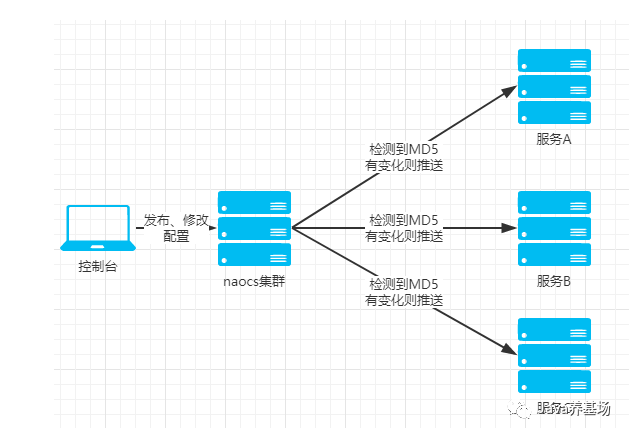 服务A
检测到MD5
有变化则推送
发布、修改
配置
检测到MD5
有变化则推送
控制台
naocs集群
服务B
检测到MD5
有变化则推送
养基场